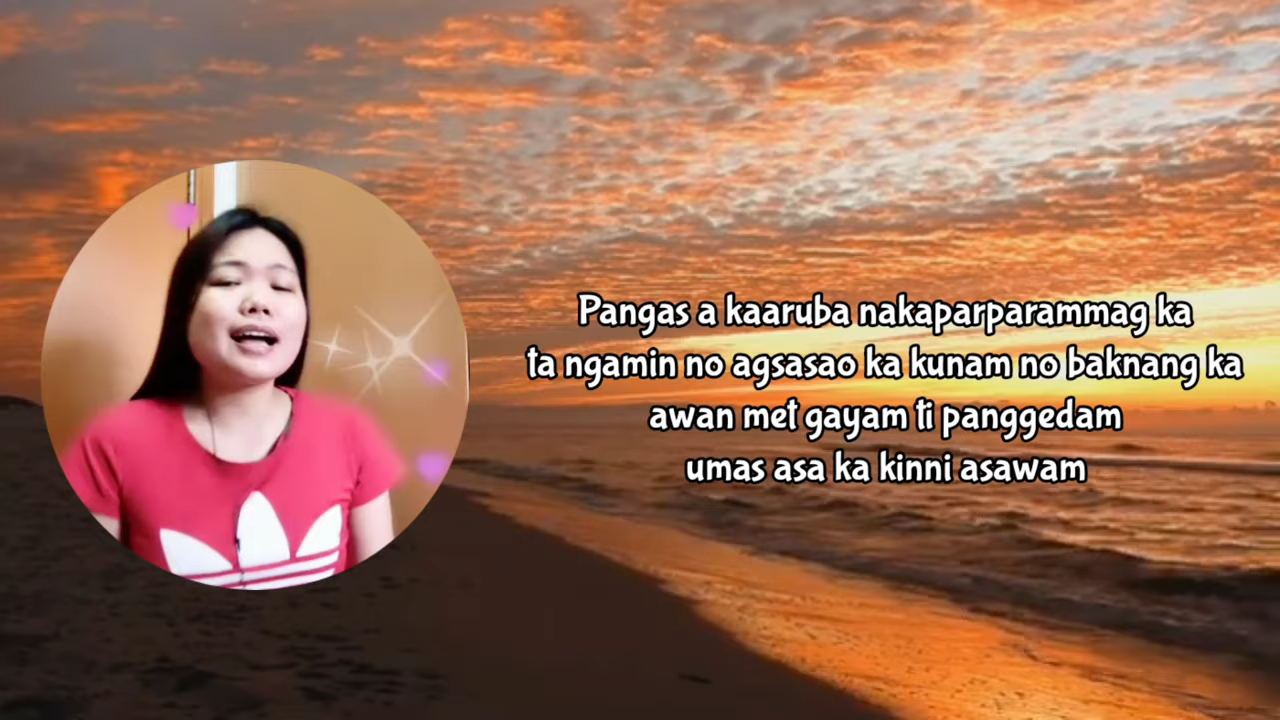 Pangas a kaaruba nakaparparammag ka
ta ngamin no agsasao ka kunam no baknang ka
awan met gayam ti panggedam
umas asa ka kinni asawam